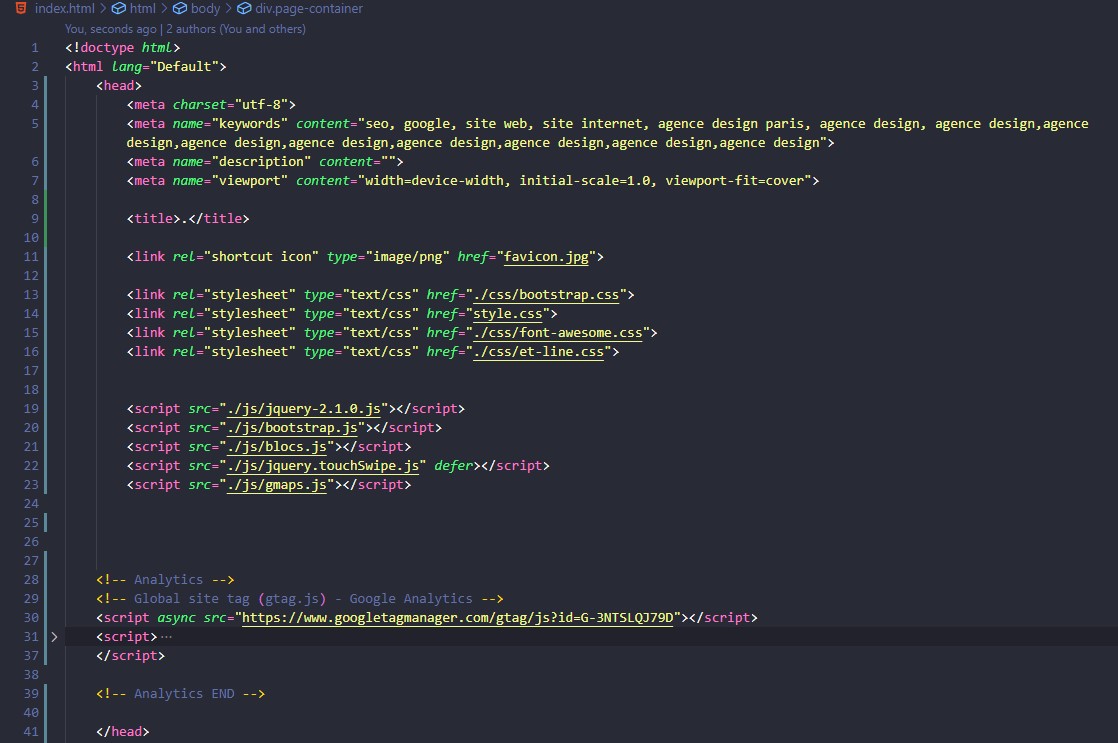 index.html > html > body > div.page-container
You, seconds ago | 2 authors (You and others)
1 <!doctype html>
2 <html lang="Default">
3 <head>
4 <meta charset="utf-8">
5 <meta name="keywords" content="seo, google, site web, site internet, agence design paris, agence design, agence design,agence
design,agence design,agence design,agence design,agence design,agence design,agence design">
6 <meta name="description" content="">
7 <meta name="viewport" content="width=device-width, initial-scale=1.0, viewport-fit=cover">
8
9 <title>.</title>
10
11 <link rel="shortcut icon" type="image/png" href="favicon.jpg">
12
13 <link rel="stylesheet" type="text/css" href="./css/bootstrap.css">
14 <link rel="stylesheet" type="text/css" href="style.css">
15 <link rel="stylesheet" type="text/css" href="./css/font-awesome.css">
16 <link rel="stylesheet" type="text/css" href="./css/et-line.css">
17
18
19 <script src="./js/jquery-2.1.0.js"></script>
20 <script src="./js/bootstrap.js"></script>
21 <script src="./js/blocs.js"></script>
22 <script src="./js/jquery.touchSwipe.js" defer></script>
23 <script src="./js/gmaps.js"></script>
24
25
26
27
28 <!-- Analytics -->
29 <!-- Global site tag (gtag.js) - Google Analytics -->
30 <script async src="https://www.googletagmanager.com/gtag/js?id=G-3NTSLQJ79D"></script>
31 <script>…
37 </script>
38
39 <!-- Analytics END -->
40
41 </head>